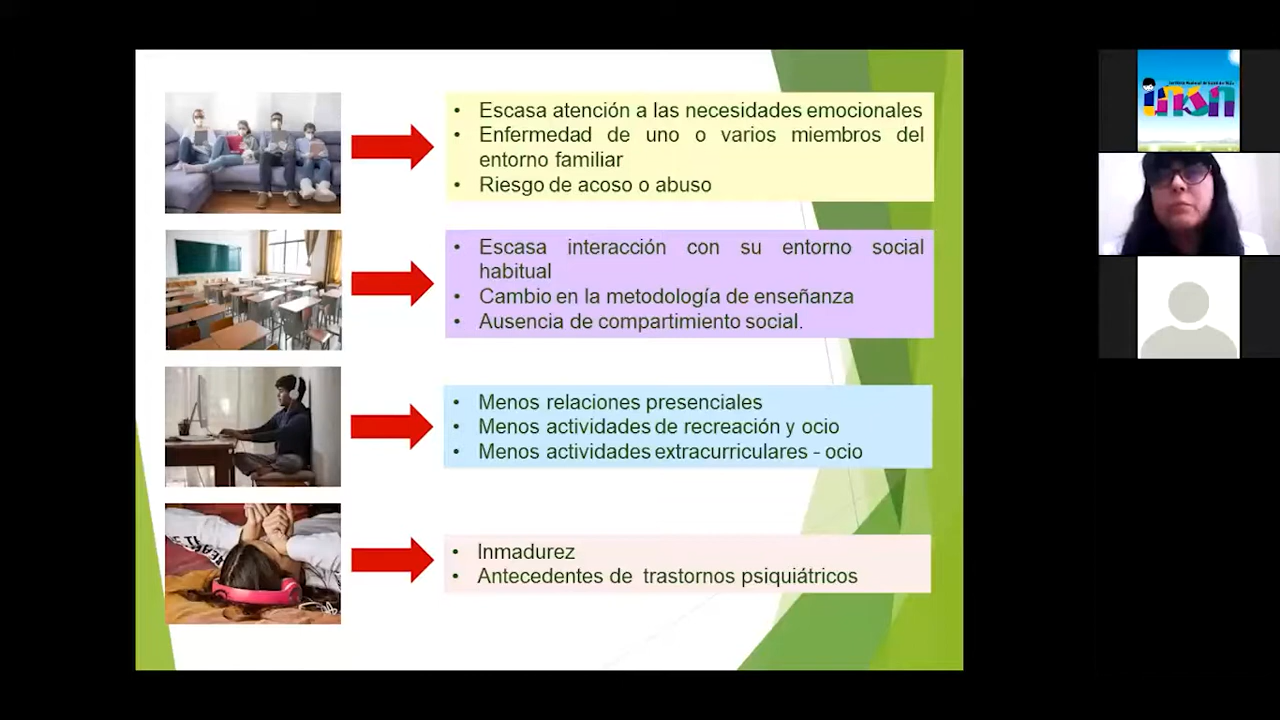 • Escasa atención a las necesidades emocionales
• Enfermedad de uno o varios miembros del
entorno familiar
• Riesgo de acoso o abuso
• Escasa interacción con su entorno social
habitual
• Cambio en la metodología de enseñanza
• Ausencia de compartimiento social.
• Menos relaciones presenciales
• Menos actividades de recreación y ocio
• Menos actividades extracurriculares - ocio
• Inmadurez
• Antecedentes de trastornos psiquiátricos
insn